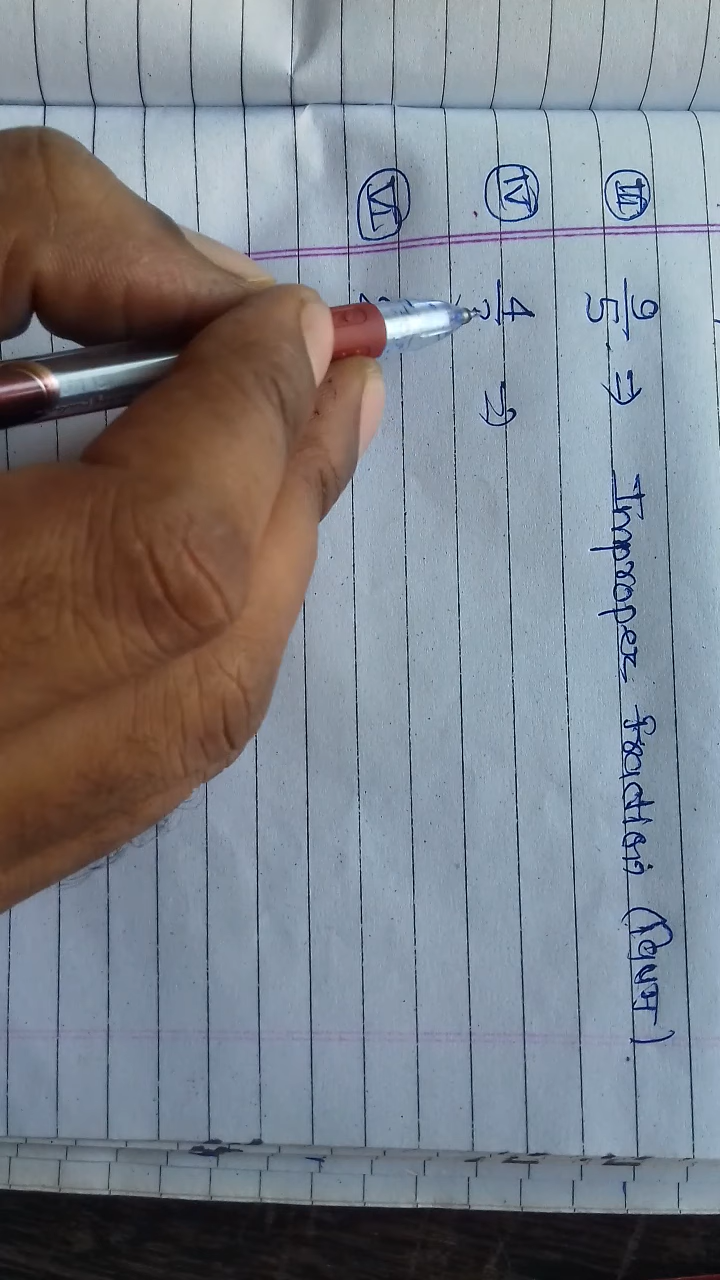 III 9/5 ⇒ Improper fraction (विषम)
IV 4/3 ⇒
VI